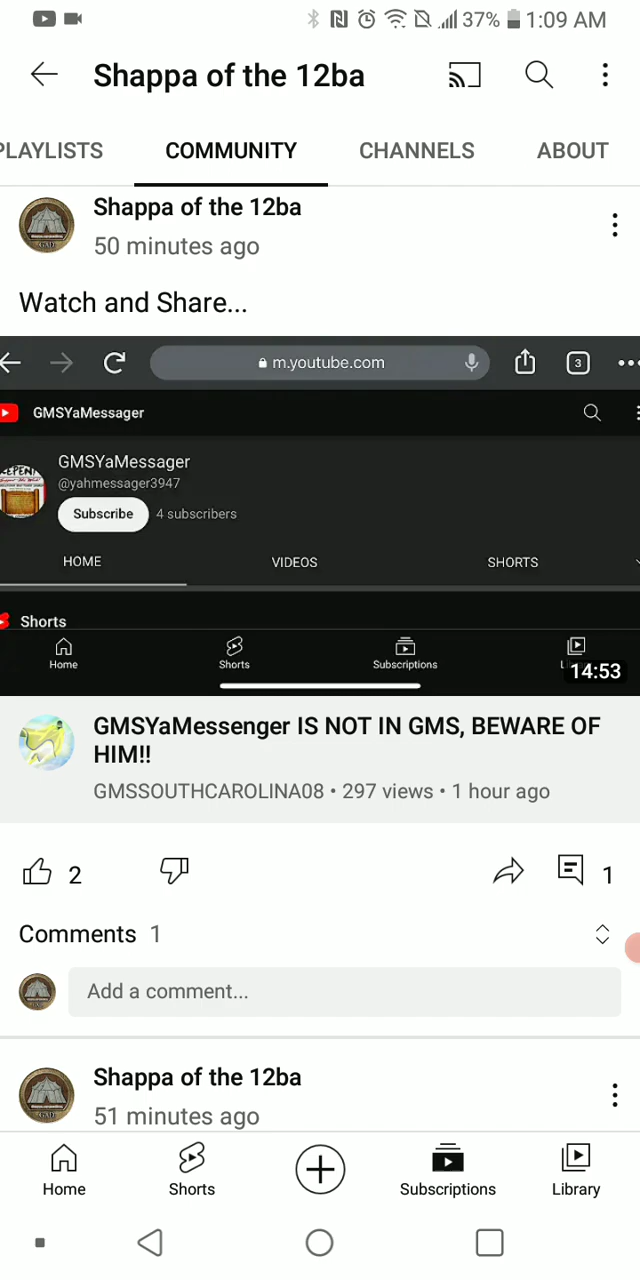 37% 1:09 AM
Shappa of the 12ba
PLAYLISTS COMMUNITY CHANNELS ABOUT
Shappa of the 12ba
50 minutes ago
Watch and Share...
m.youtube.com 3
GMSYaMessager
GMSYaMessager
@yahmessager3947
Subscribe 4 subscribers
HOME VIDEOS SHORTS
Shorts
Home Shorts Subscriptions
14:53
GMSYaMessenger IS NOT IN GMS, BEWARE OF
HIM!!
GMSSOUTHCAROLINA08 • 297 views • 1 hour ago
2 1
Comments 1
Add a comment...
Shappa of the 12ba
51 minutes ago
Home Shorts Subscriptions Library